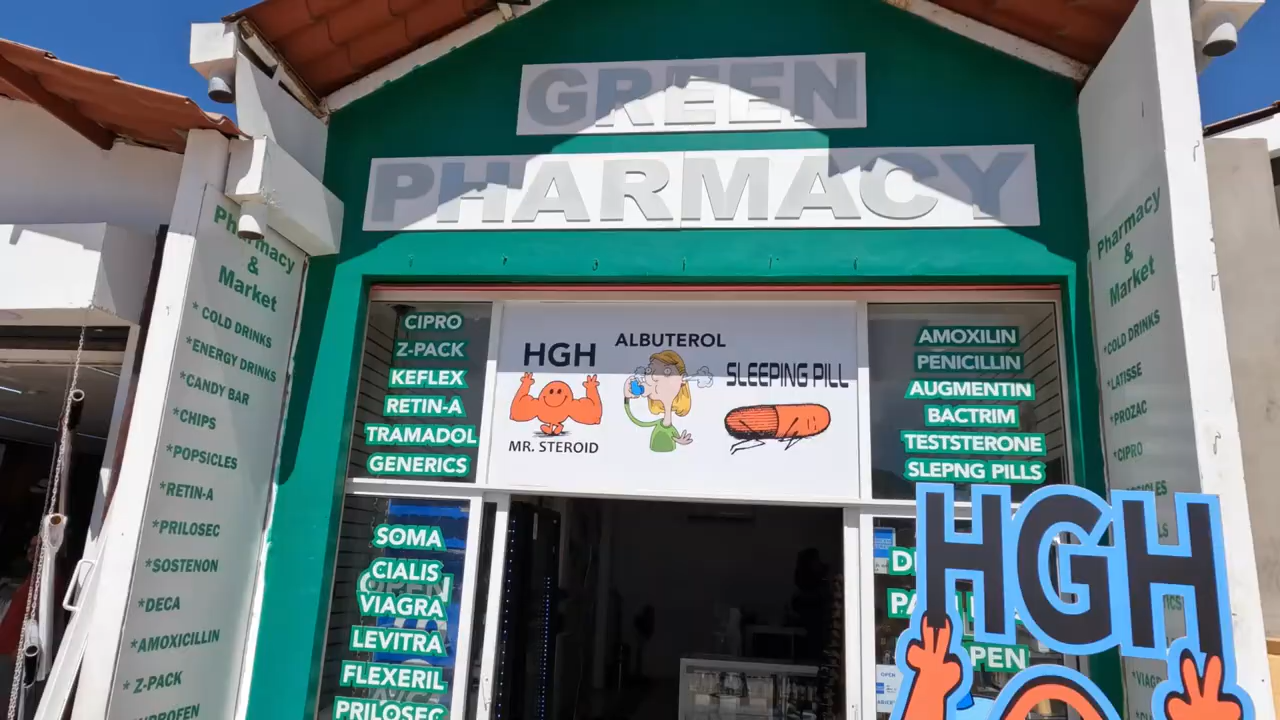 GREEN
PHARMACY
Pharmacy
&
Market
* COLD DRINKS
*ENERGY DRINKS
*CANDY BAR
*CHIPS
*POPSICLES
*RETIN-A
*PRILOSEC
*SOSTENON
*DECA
*AMOXICILLIN
* Z-PACK
CIPRO
Z-PACK
KEFLEX
RETIN-A
TRAMADOL
GENERICS
SOMA
CIALIS
OPEN
VIAGRA
LEVITRA
FLEXERIL
PRILOSEC
HGH
MR. STEROID
ALBUTEROL
SLEEPING PILL
AMOXILIN
PENICILLIN
AUGMENTIN
BACTRIM
TESTSTERONE
SLEPNG PILLS
HGH
Pharmacy
&
Market
*COLD DRINKS
*LATISSE
*PROZAC
*CIPRO